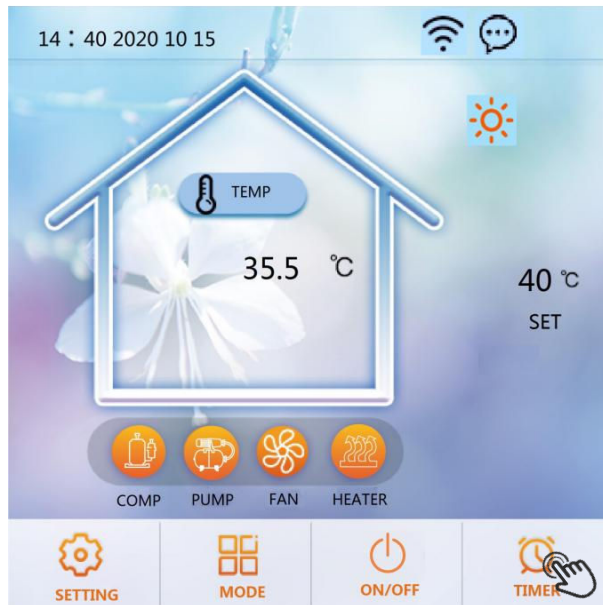 14：40 2020 10 15
TEMP
35.5 ℃
40 ℃
SET
COMP PUMP FAN HEATER
SETTING MODE ON/OFF TIMER